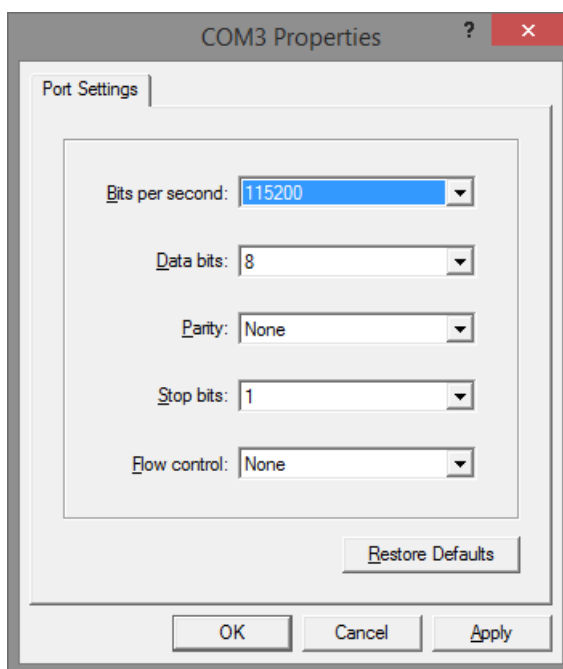 COM3 Properties
?
×
Port Settings
Bits per second: 115200
Data bits: 8
Parity: None
Stop bits: 1
Flow control: None
Restore Defaults
OK Cancel Apply